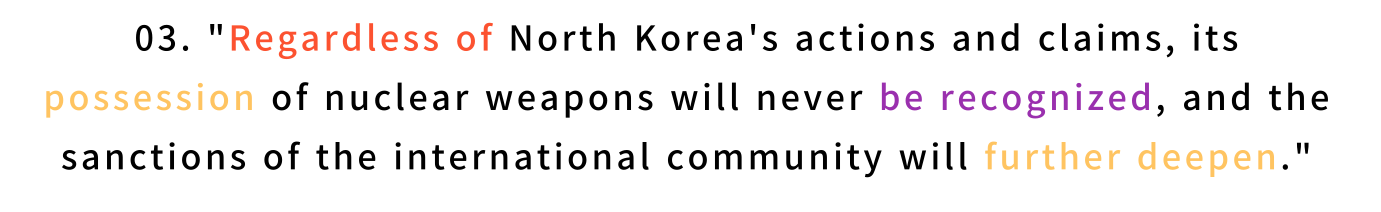 03. "Regardless of North Korea's actions and claims, its
possession of nuclear weapons will never be recognized, and the
sanctions of the international community will further deepen."